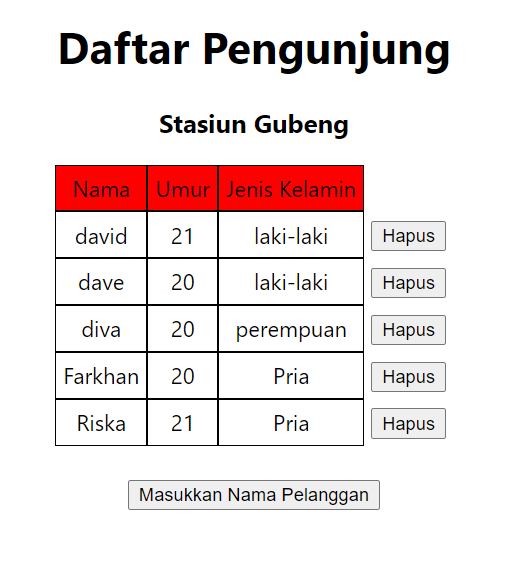 Daftar Pengunjung
Stasiun Gubeng
Nama Umur Jenis Kelamin
david 21 laki-laki Hapus
dave 20 laki-laki Hapus
diva 20 perempuan Hapus
Farkhan 20 Pria Hapus
Riska 21 Pria Hapus
Masukkan Nama Pelanggan